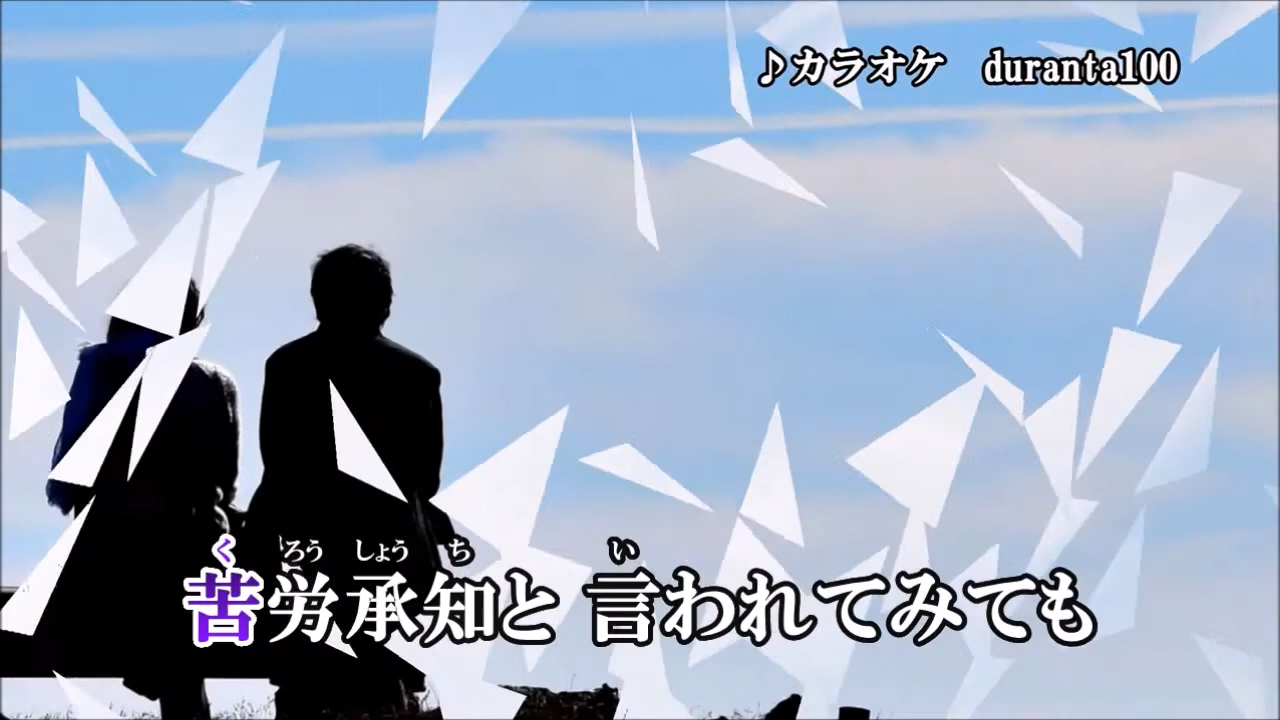 ♪カラオケ duranta100
く ろう しょう ち い
苦労承知と 言われてみても